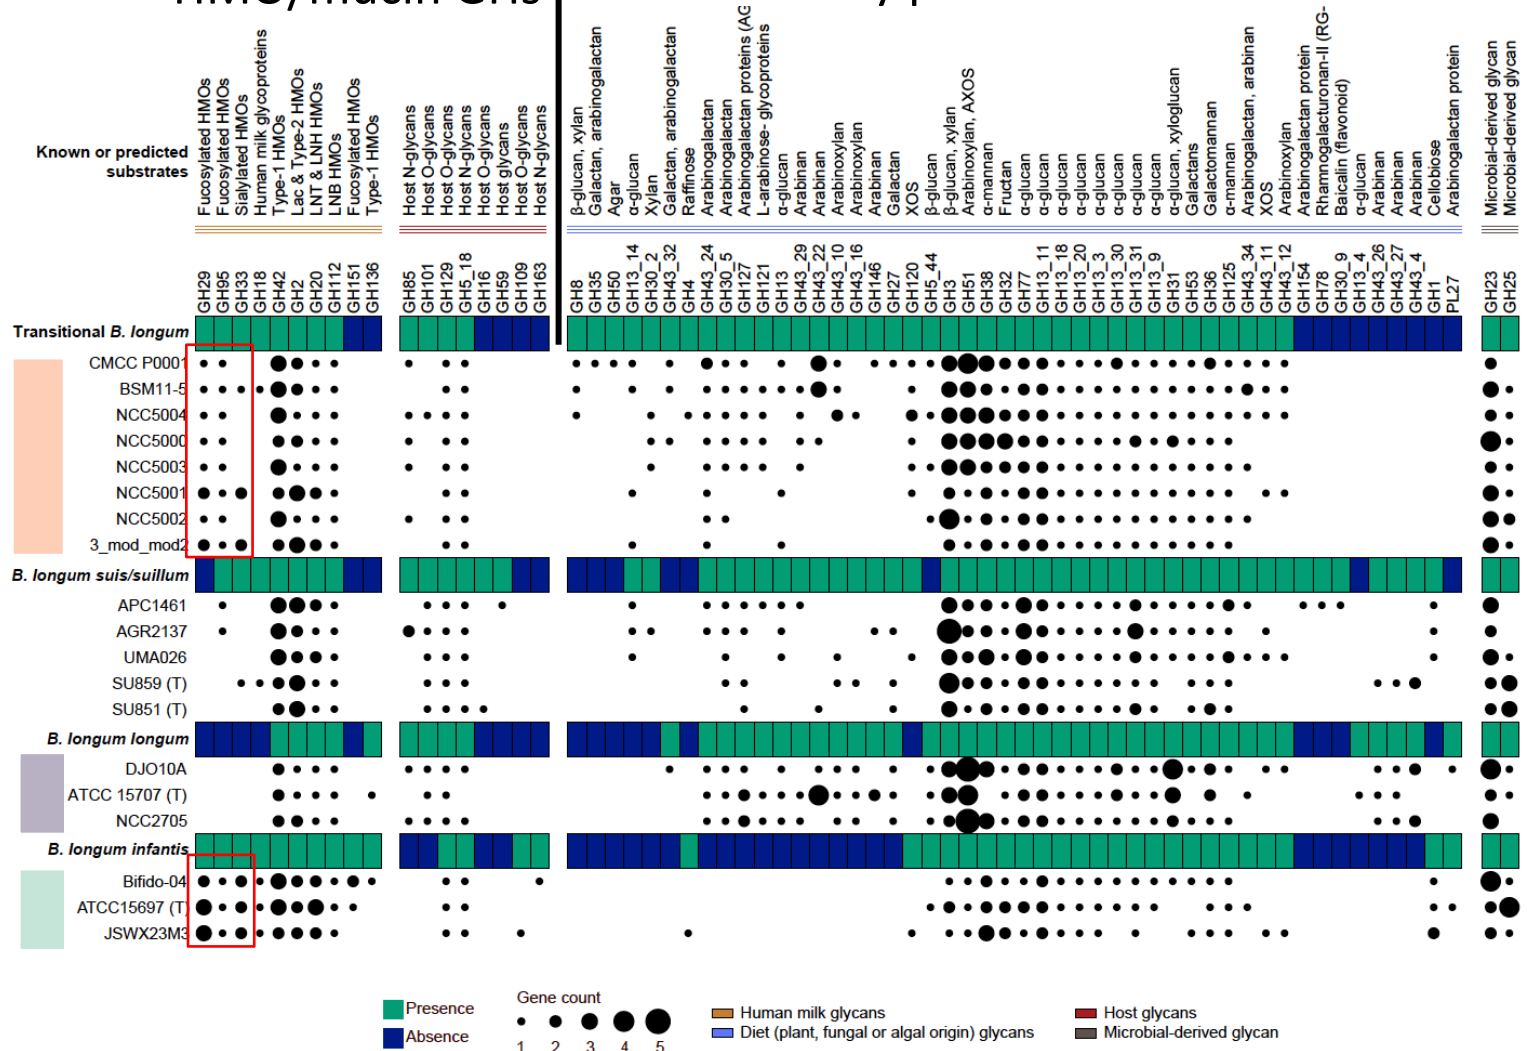 HMO/mucin GHs
Known or predicted
substrates
Fucosylated HMOs
Fucosylated HMOs
Sialylated HMOs
Human milk glycoproteins
Type-1 HMOs
Lac & Type-2 HMOs
LNT & LNH HMOs
LNB HMOs
Fucosylated HMOs
Type-1 HMOs
Host N-glycans
Host O-glycans
Host O-glycans
Host N-glycans
Host O-glycans
Host glycans
Host O-glycans
Host N-glycans
β-glucan, xylan
Galactan, arabinogalactan
Agar
α-glucan
Xylan
Galactan, arabinogalactan
Raffinose
Arabinogalactan
Arabinogalactan
Arabinogalactan proteins (AG
L-arabinose- glycoproteins
α-glucan
Arabinan
Arabinan
Arabinoxylan
Arabinoxylan
Arabinan
Galactan
XOS
β-glucan
β-glucan, xylan
Arabinoxylan, AXOS
α-mannan
Fructan
α-glucan
α-glucan
α-glucan
α-glucan
α-glucan
α-glucan
α-glucan
α-glucan
α-glucan, xyloglucan
Galactans
Galactomannan
α-mannan
Arabinogalactan, arabinan
XOS
Arabinoxylan
Arabinogalactan protein
Rhamnogalacturonan-II (RG-
Baicalin (flavonoid)
α-glucan
Arabinan
Arabinan
Arabinan
Cellobiose
Arabinogalactan protein
Microbial-derived glycan
Microbial-derived glycan
GH29
GH95
GH33
GH18
GH42
GH2
GH20
GH112
GH151
GH136
GH85
GH101
GH129
GH5_18
GH16
GH59
GH109
GH163
GH8
GH35
GH50
GH13_14
GH30_2
GH43_32
GH4
GH43_24
GH30_5
GH127
GH121
GH13
GH43_29
GH43_22
GH43_10
GH43_16
GH146
GH27
GH120
GH5_44
GH3
GH51
GH38
GH32
GH77
GH13_11
GH13_18
GH13_20
GH13_3
GH13_30
GH13_31
GH13_9
GH31
GH53
GH36
GH125
GH43_34
GH43_11
GH43_12
GH154
GH78
GH30_9
GH13_4
GH43_26
GH43_27
GH43_4
GH1
PL27
GH23
GH25
Transitional B. longum
CMCC P0001
BSM11-5
NCC5004
NCC5000
NCC5003
NCC5001
NCC5002
3_mod_mod2
B. longum suis/suillum
APC1461
AGR2137
UMA026
SU859 (T)
SU851 (T)
B. longum longum
DJO10A
ATCC 15707 (T)
NCC2705
B. longum infantis
Bifido-04
ATCC15697 (T)
JSWX23M3
Presence
Absence
Gene count
1 2 3 4 5
Human milk glycans
Diet (plant, fungal or algal origin) glycans
Host glycans
Microbial-derived glycan